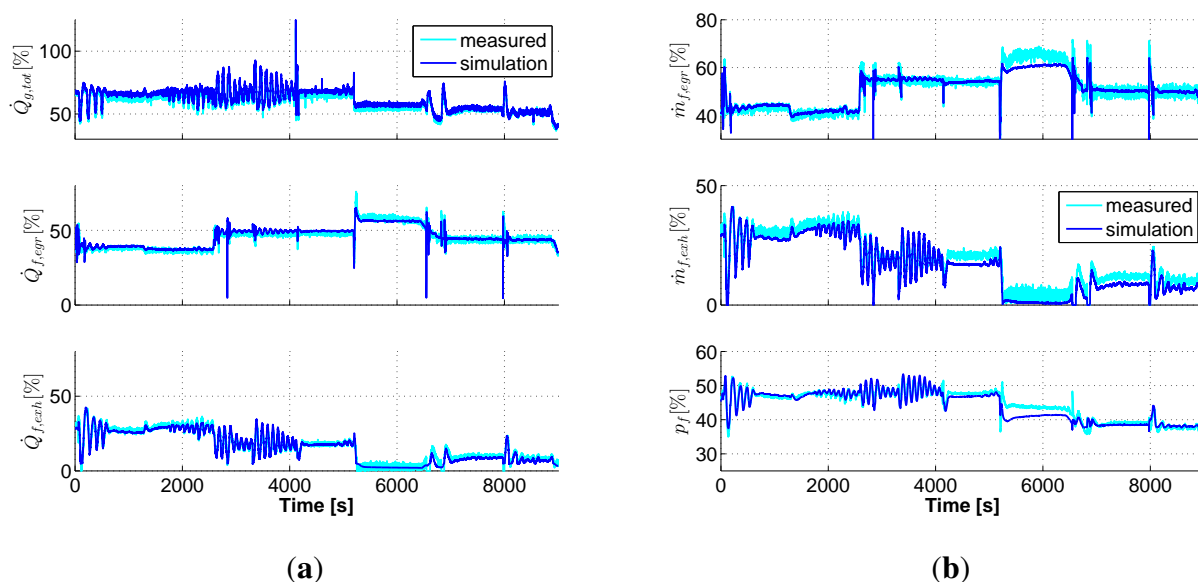 100
50
Q̇g,tot [%]
measured
simulation
50
0
Q̇f,egr [%]
50
0
Q̇f,exh [%]
0 2000 4000 6000 8000
Time [s]
(a)
80
60
40
ṁf,egr [%]
50
0
ṁf,exh [%]
measured
simulation
60
50
40
30
pf [%]
0 2000 4000 6000 8000
Time [s]
(b)